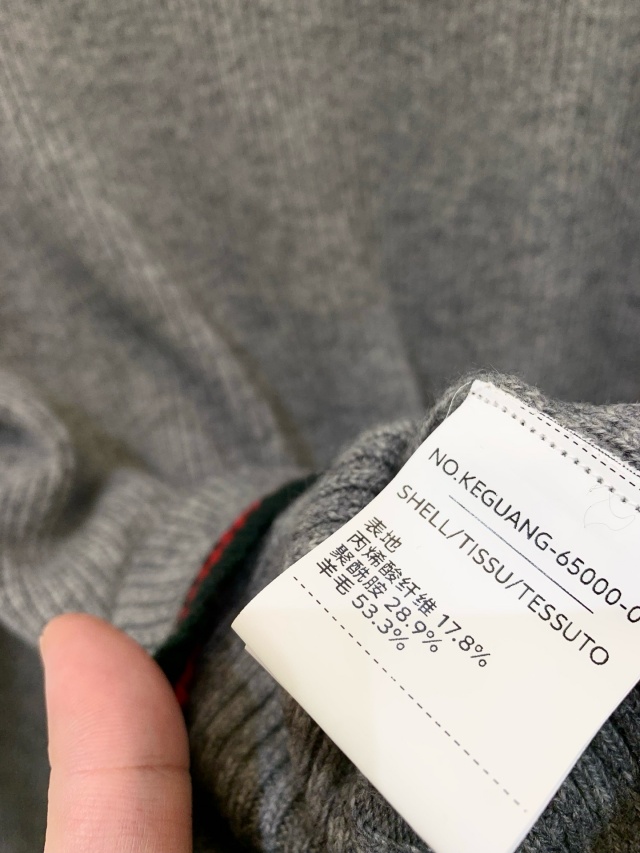 NO.KEGUANG-65000-0
SHELL/TISSU/TESSUTO
表地
丙烯酸纤维 17.8%
聚酰胺 28.9%
羊毛 53.3%